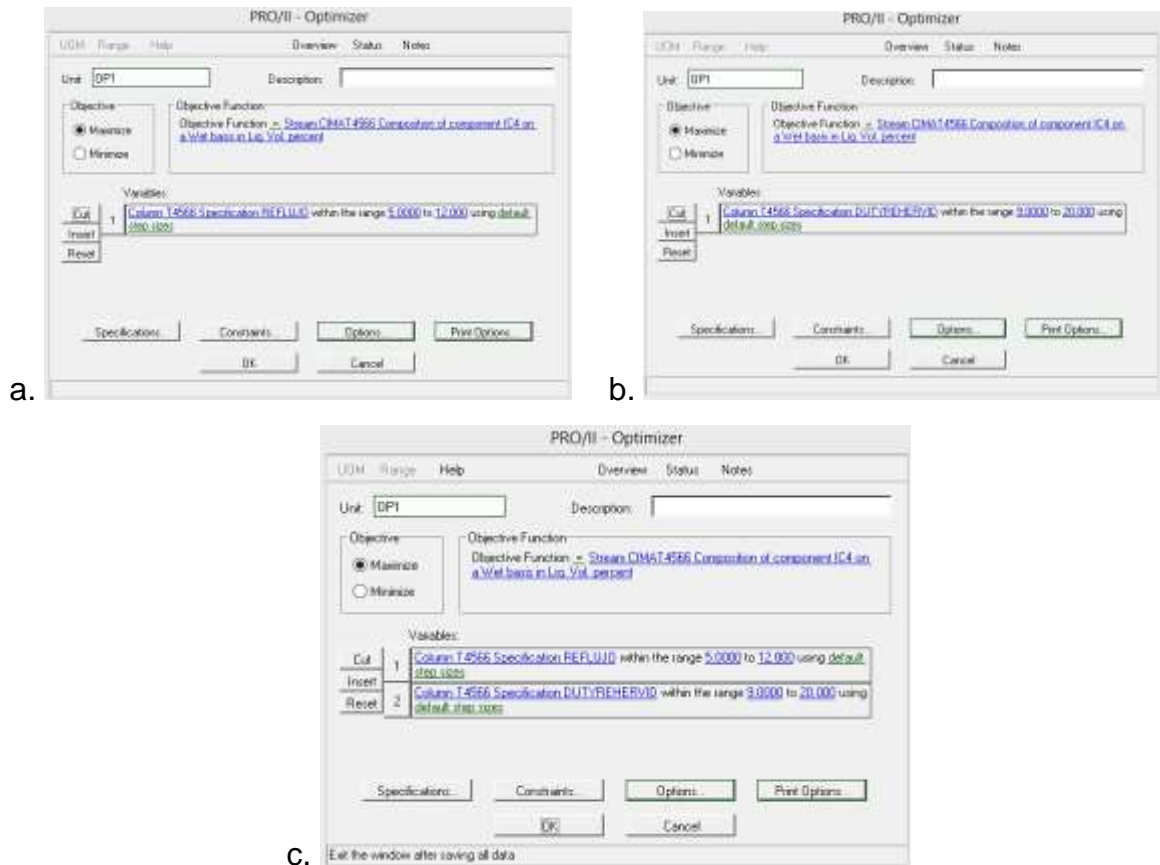 PRO/II - Optimizer
UOM Range Help Overview Status Notes
Unit: OP1 Description:
Objective
Maximize
Minimize
Objective Function
Objective Function = Stream CIMAT4566 Composition of component IC4 on
a Wet basis in Liq. Vol. percent
Variables:
Cut
Insert
Reset
1 Column T4566 Specification REFLUJO within the range 5.0000 to 12.000 using default
step sizes
Specifications... Constraints... Options... Print Options...
OK Cancel
a.
PRO/II - Optimizer
UOM Range Help Overview Status Notes
Unit: OP1 Description:
Objective
Maximize
Minimize
Objective Function
Objective Function = Stream CIMAT4566 Composition of component IC4 on
a Wet basis in Liq. Vol. percent
Variables:
Cut
Insert
Reset
1 Column T4566 Specification DUTYREHERVID within the range 9.0000 to 20.000 using
default step sizes
Specifications... Constraints... Options... Print Options...
OK Cancel
b.
PRO/II - Optimizer
UOM Range Help Overview Status Notes
Unit: OP1 Description:
Objective
Maximize
Minimize
Objective Function
Objective Function = Stream CIMAT4566 Composition of component IC4 on
a Wet basis in Liq. Vol. percent
Variables:
Cut
Insert
Reset
1 Column T4566 Specification REFLUJO within the range 5.0000 to 12.000 using default
step sizes
2 Column T4566 Specification DUTYREHERVID within the range 9.0000 to 20.000 using
default step sizes
Specifications... Constraints... Options... Print Options...
OK Cancel
Exit the window after saving all data
c.